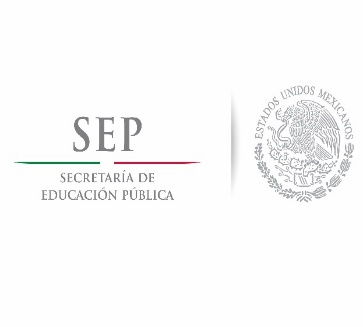 SEP
SECRETARÍA DE
EDUCACIÓN PÚBLICA
ESTADOS UNIDOS MEXICANOS